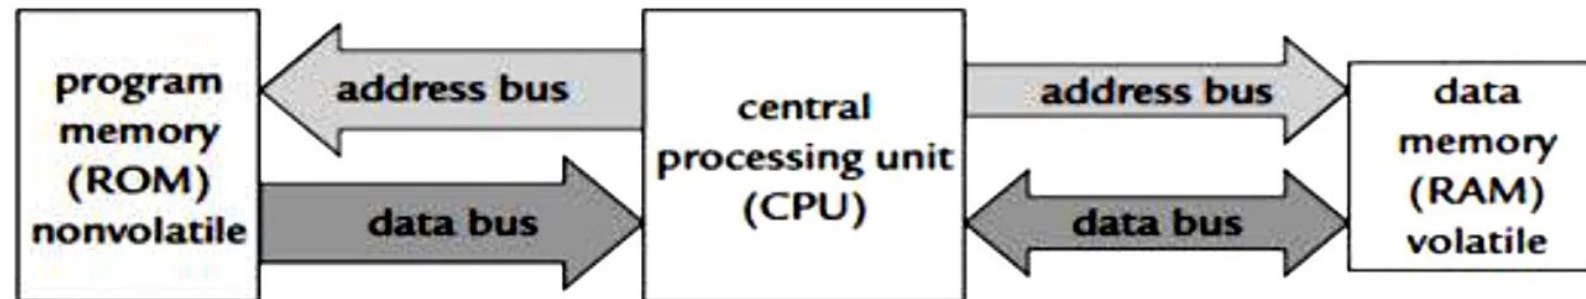 program
memory
(ROM)
nonvolatile
address bus
data bus
central
processing unit
(CPU)
address bus
data bus
data
memory
(RAM)
volatile